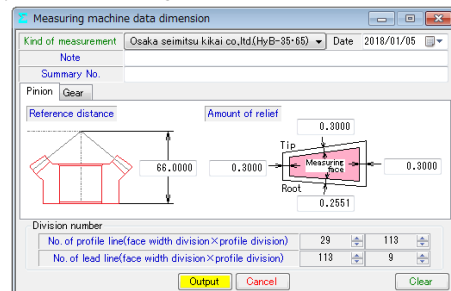 Measuring machine data dimension
Kind of measurement Osaka seimitsu kikai co,ltd.(HyB-35・65) Date 2018/01/05
Note
Summary No.
Pinion Gear
Reference distance Amount of relief
0.3000
Tip
66.0000 0.3000 Measuring face 0.3000
Root
0.2551
Division number
No. of profile line(face width division×profile division) 29 113
No. of lead line(face width division×profile division) 113 9
Output Cancel Clear